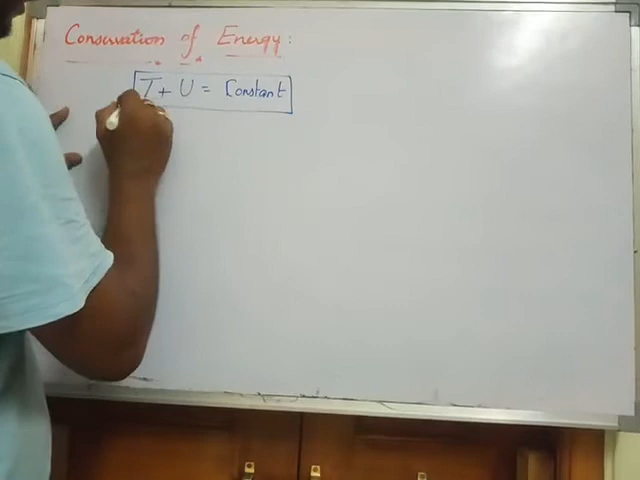 Conservation of Energy:
T + U = Constant